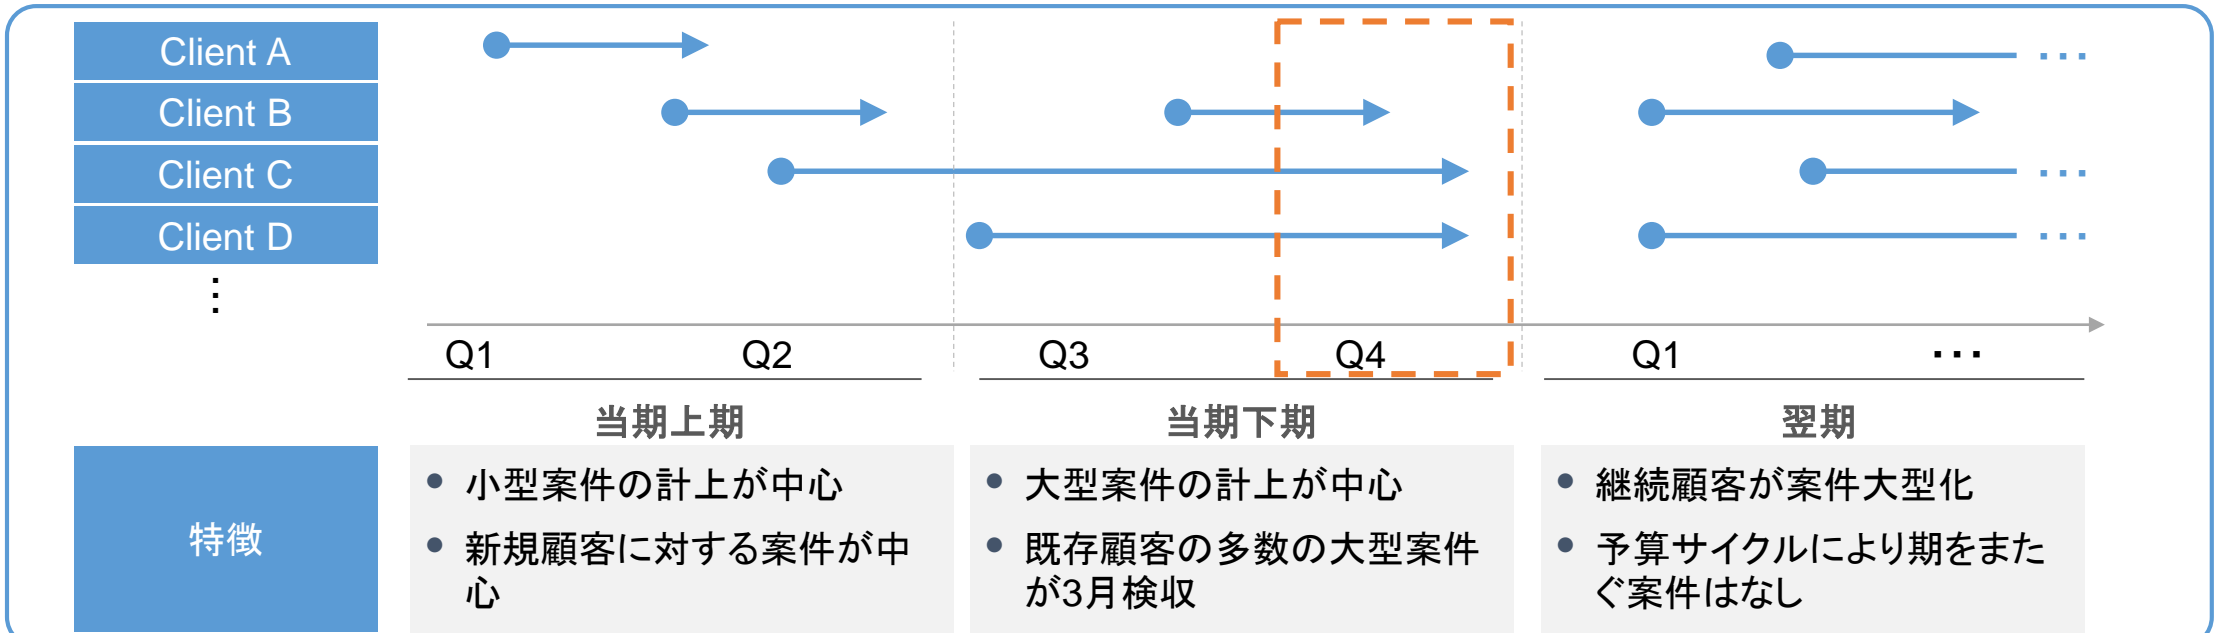 Client A
Client B
Client C
Client D
⋮
Q1 Q2 Q3 Q4 Q1 ・・・
当期上期 当期下期 翌期
特徴
• 小型案件の計上が中心
• 新規顧客に対する案件が中
心
• 大型案件の計上が中心
• 既存顧客の多数の大型案件
が3月検収
• 継続顧客が案件大型化
• 予算サイクルにより期をまた
ぐ案件はなし